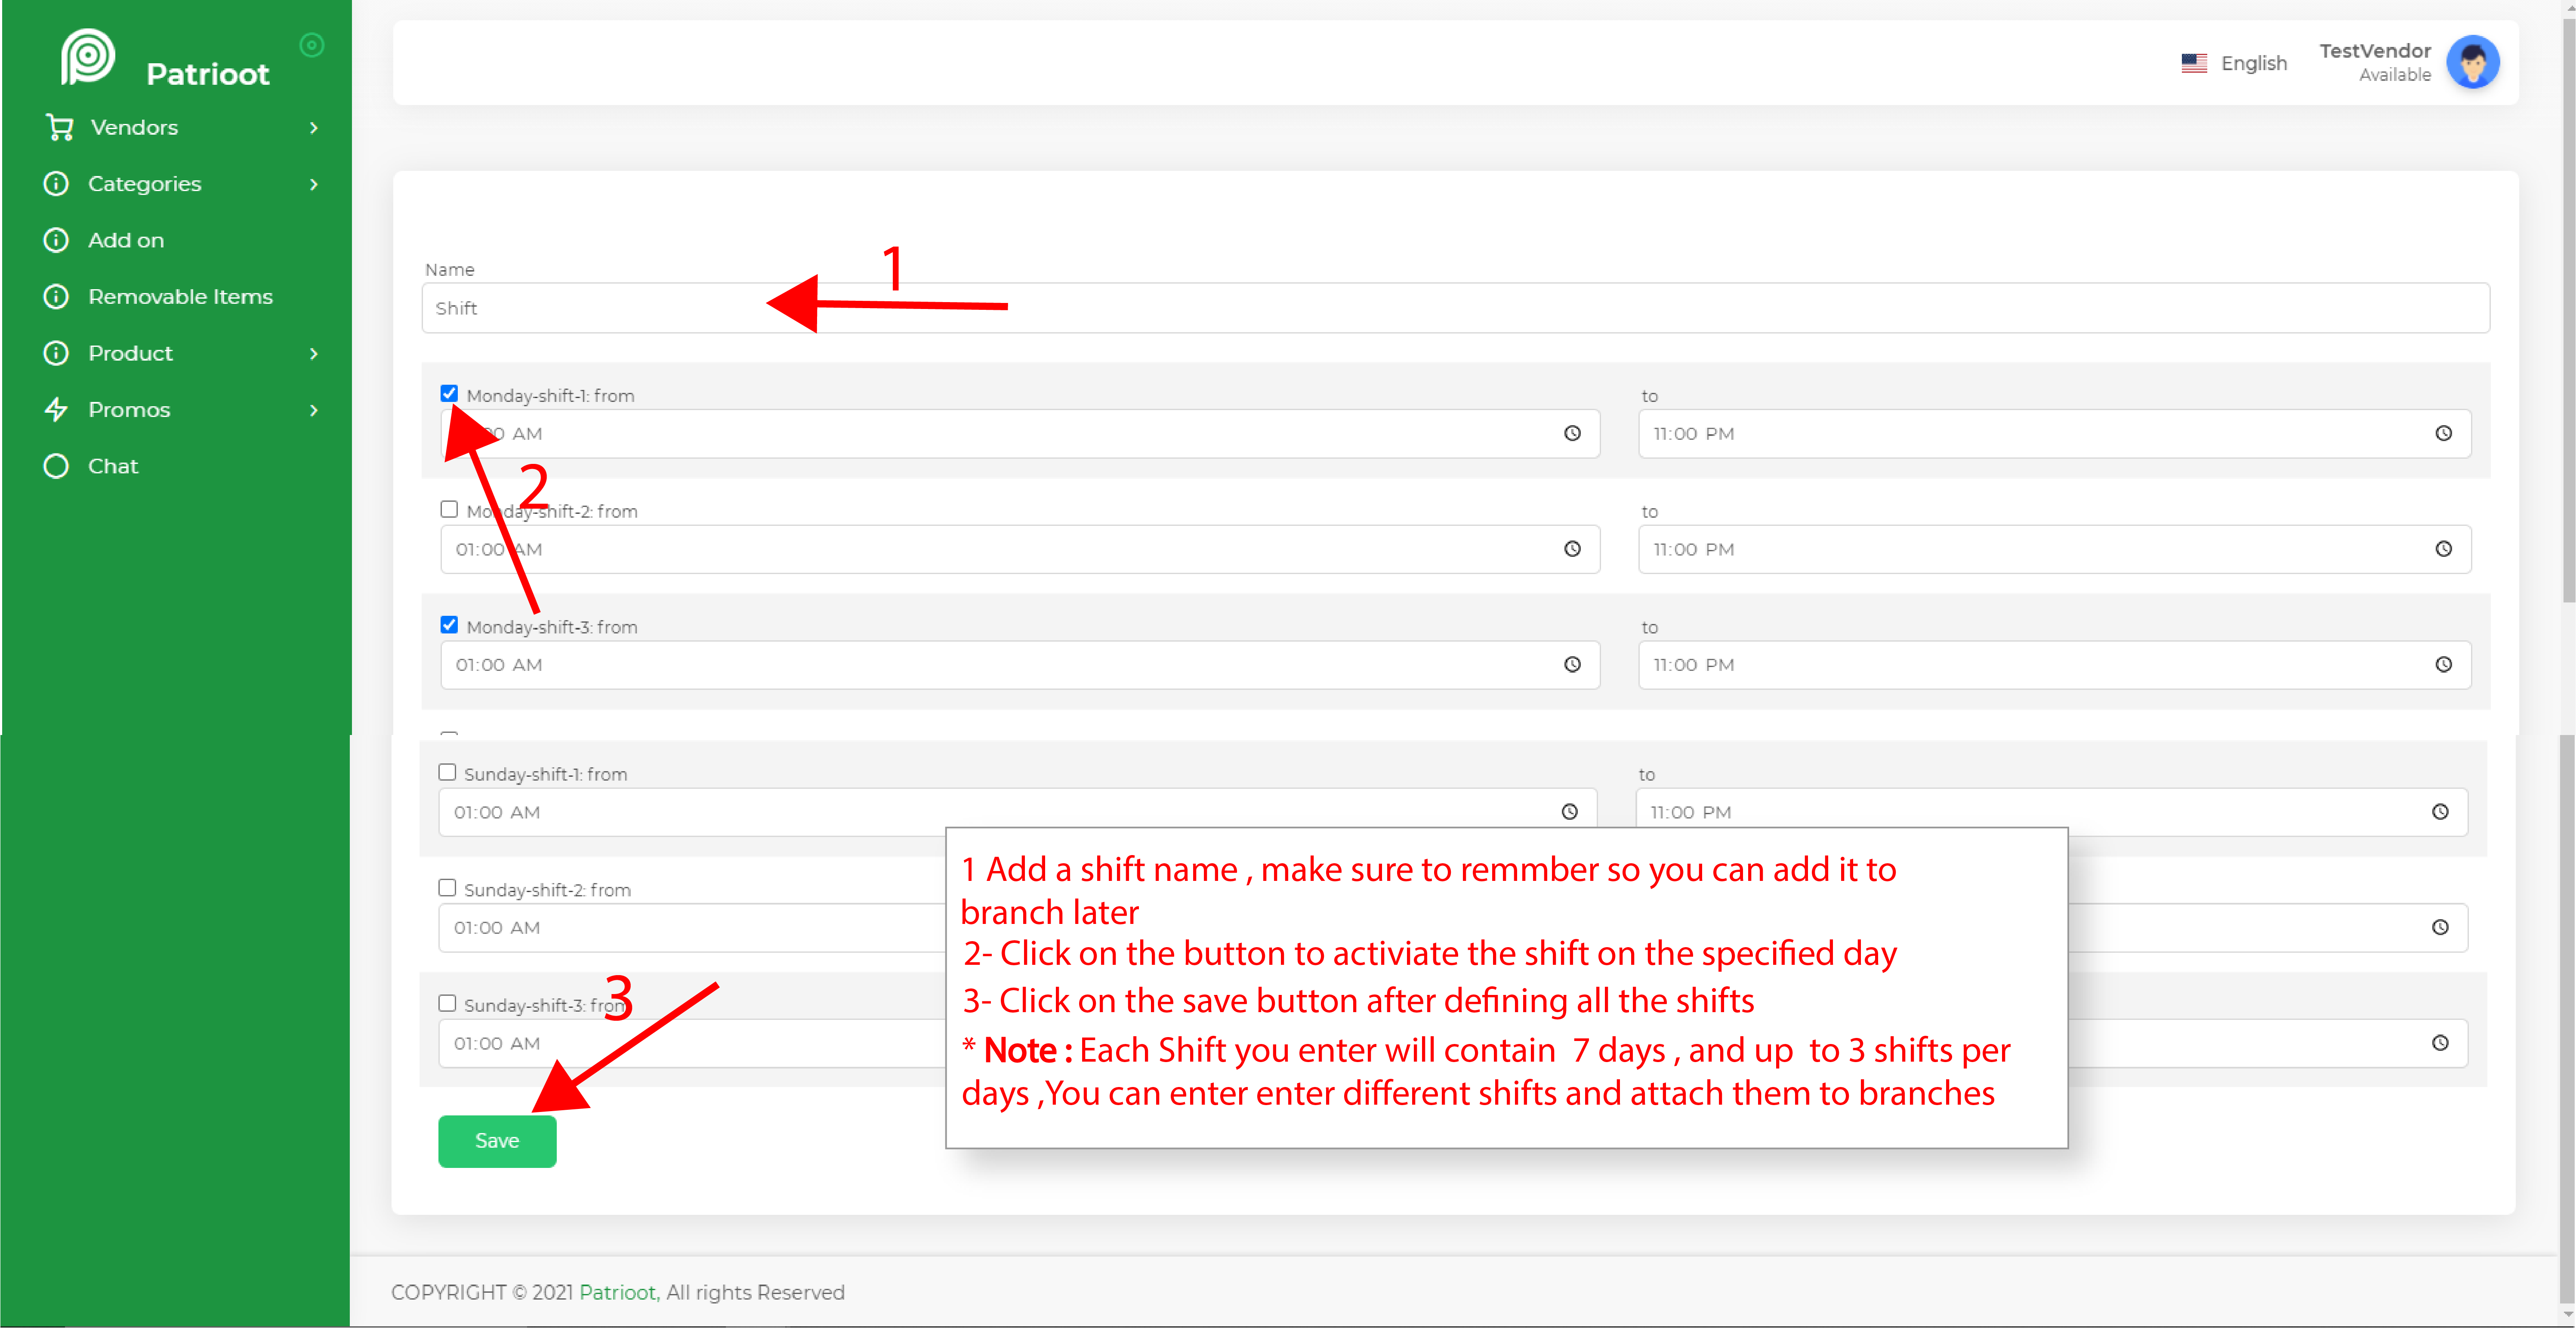 Patrioot
English
TestVendor
Available
Vendors
Categories
Add on
Removable Items
Product
Promos
Chat
1
Name
Shift
Monday-shift-1: from
to
00 AM
11:00 PM
2
Monday-shift-2: from
to
01:00 AM
11:00 PM
Monday-shift-3: from
to
01:00 AM
11:00 PM
Sunday-shift-1: from
to
01:00 AM
11:00 PM
Sunday-shift-2: from
01:00 AM
Sunday-shift-3: from
01:00 AM
3
Save
1 Add a shift name , make sure to remmber so you can add it to
branch later
2- Click on the button to activiate the shift on the specified day
3- Click on the save button after defining all the shifts
* Note : Each Shift you enter will contain 7 days , and up to 3 shifts per
days ,You can enter enter different shifts and attach them to branches
COPYRIGHT © 2021 Patrioot, All rights Reserved